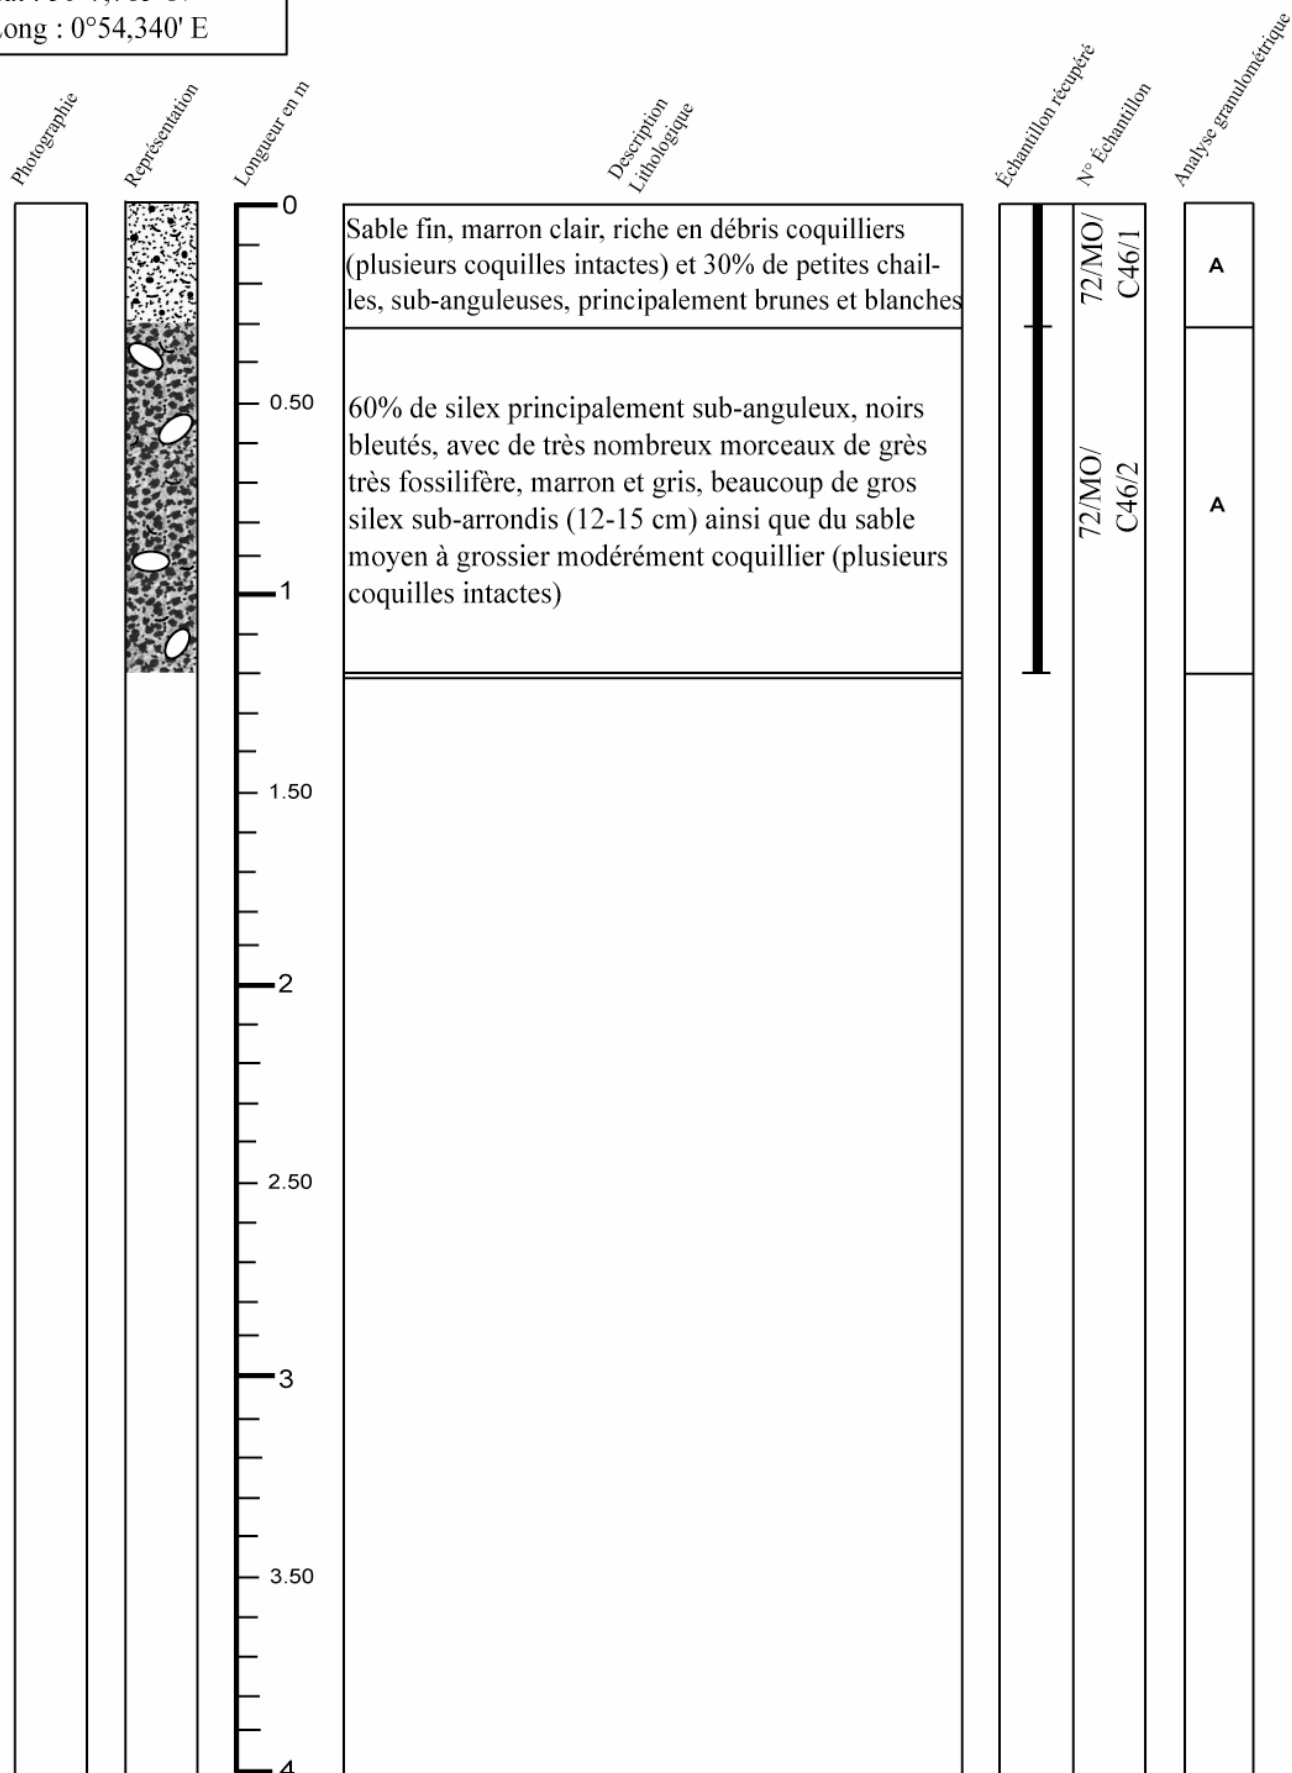 Long : 0°54,340' E
Photographie
Représentation
Longueur en m
Description
Lithologique
Échantillon récupéré
N° Échantillon
Analyse granulométrique
0
Sable fin, marron clair, riche en débris coquilliers
(plusieurs coquilles intactes) et 30% de petites chail-
les, sub-anguleuses, principalement brunes et blanches
72/MO/
C46/1
A
0.50
60% de silex principalement sub-anguleux, noirs
bleutés, avec de très nombreux morceaux de grès
très fossilifère, marron et gris, beaucoup de gros
silex sub-arrondis (12-15 cm) ainsi que du sable
moyen à grossier modérément coquillier (plusieurs
coquilles intactes)
72/MO/
C46/2
A
1
1.50
2
2.50
3
3.50
4